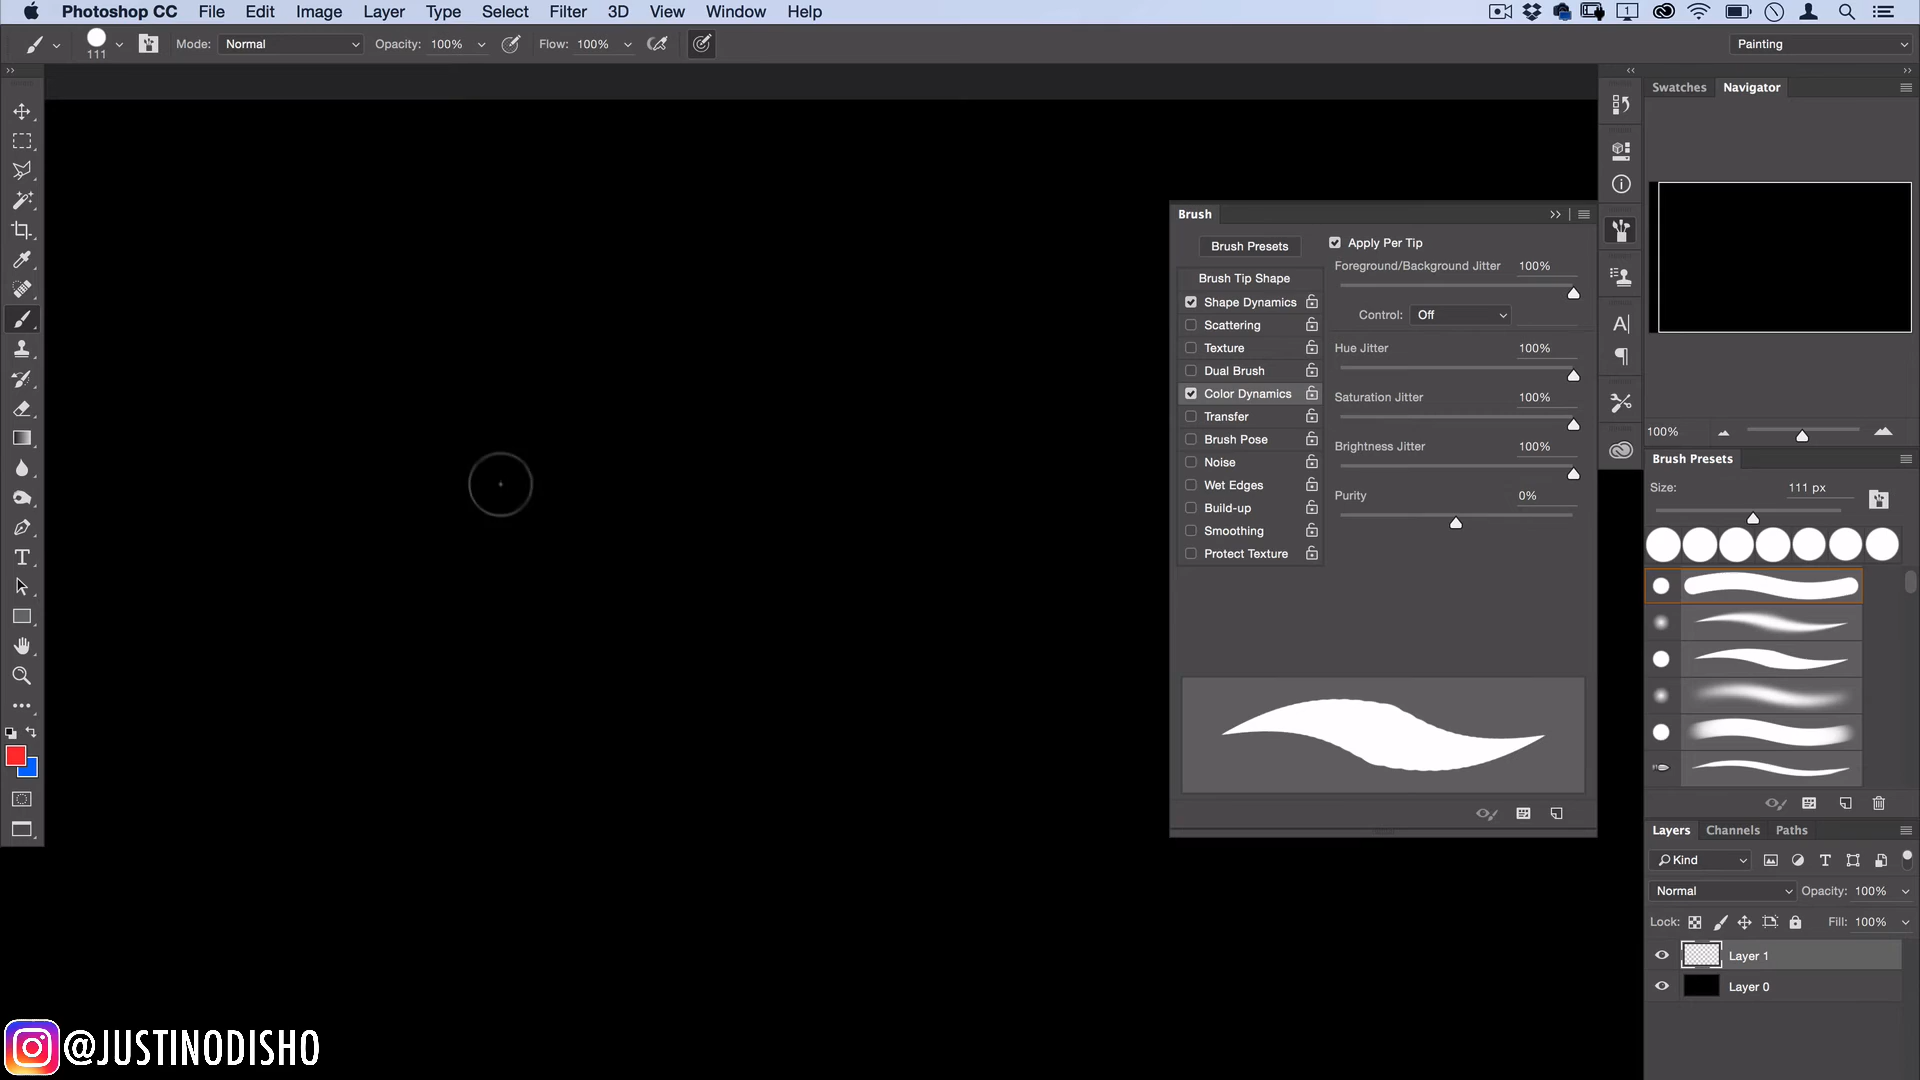 Photoshop CC File Edit Image Layer Type Select Filter 3D View Window Help
111 Mode: Normal Opacity: 100% Flow: 100% Painting
Swatches Navigator
100%
Brush
Brush Presets
Brush Tip Shape
Shape Dynamics
Scattering
Texture
Dual Brush
Color Dynamics
Transfer
Brush Pose
Noise
Wet Edges
Build-up
Smoothing
Protect Texture
Apply Per Tip
Foreground/Background Jitter 100%
Control: Off
Hue Jitter 100%
Saturation Jitter 100%
Brightness Jitter 100%
Purity 0%
Brush Presets
Size: 111 px
Layers Channels Paths
Kind
Normal Opacity: 100%
Lock: Fill: 100%
Layer 1
Layer 0
@JUSTINODISHO